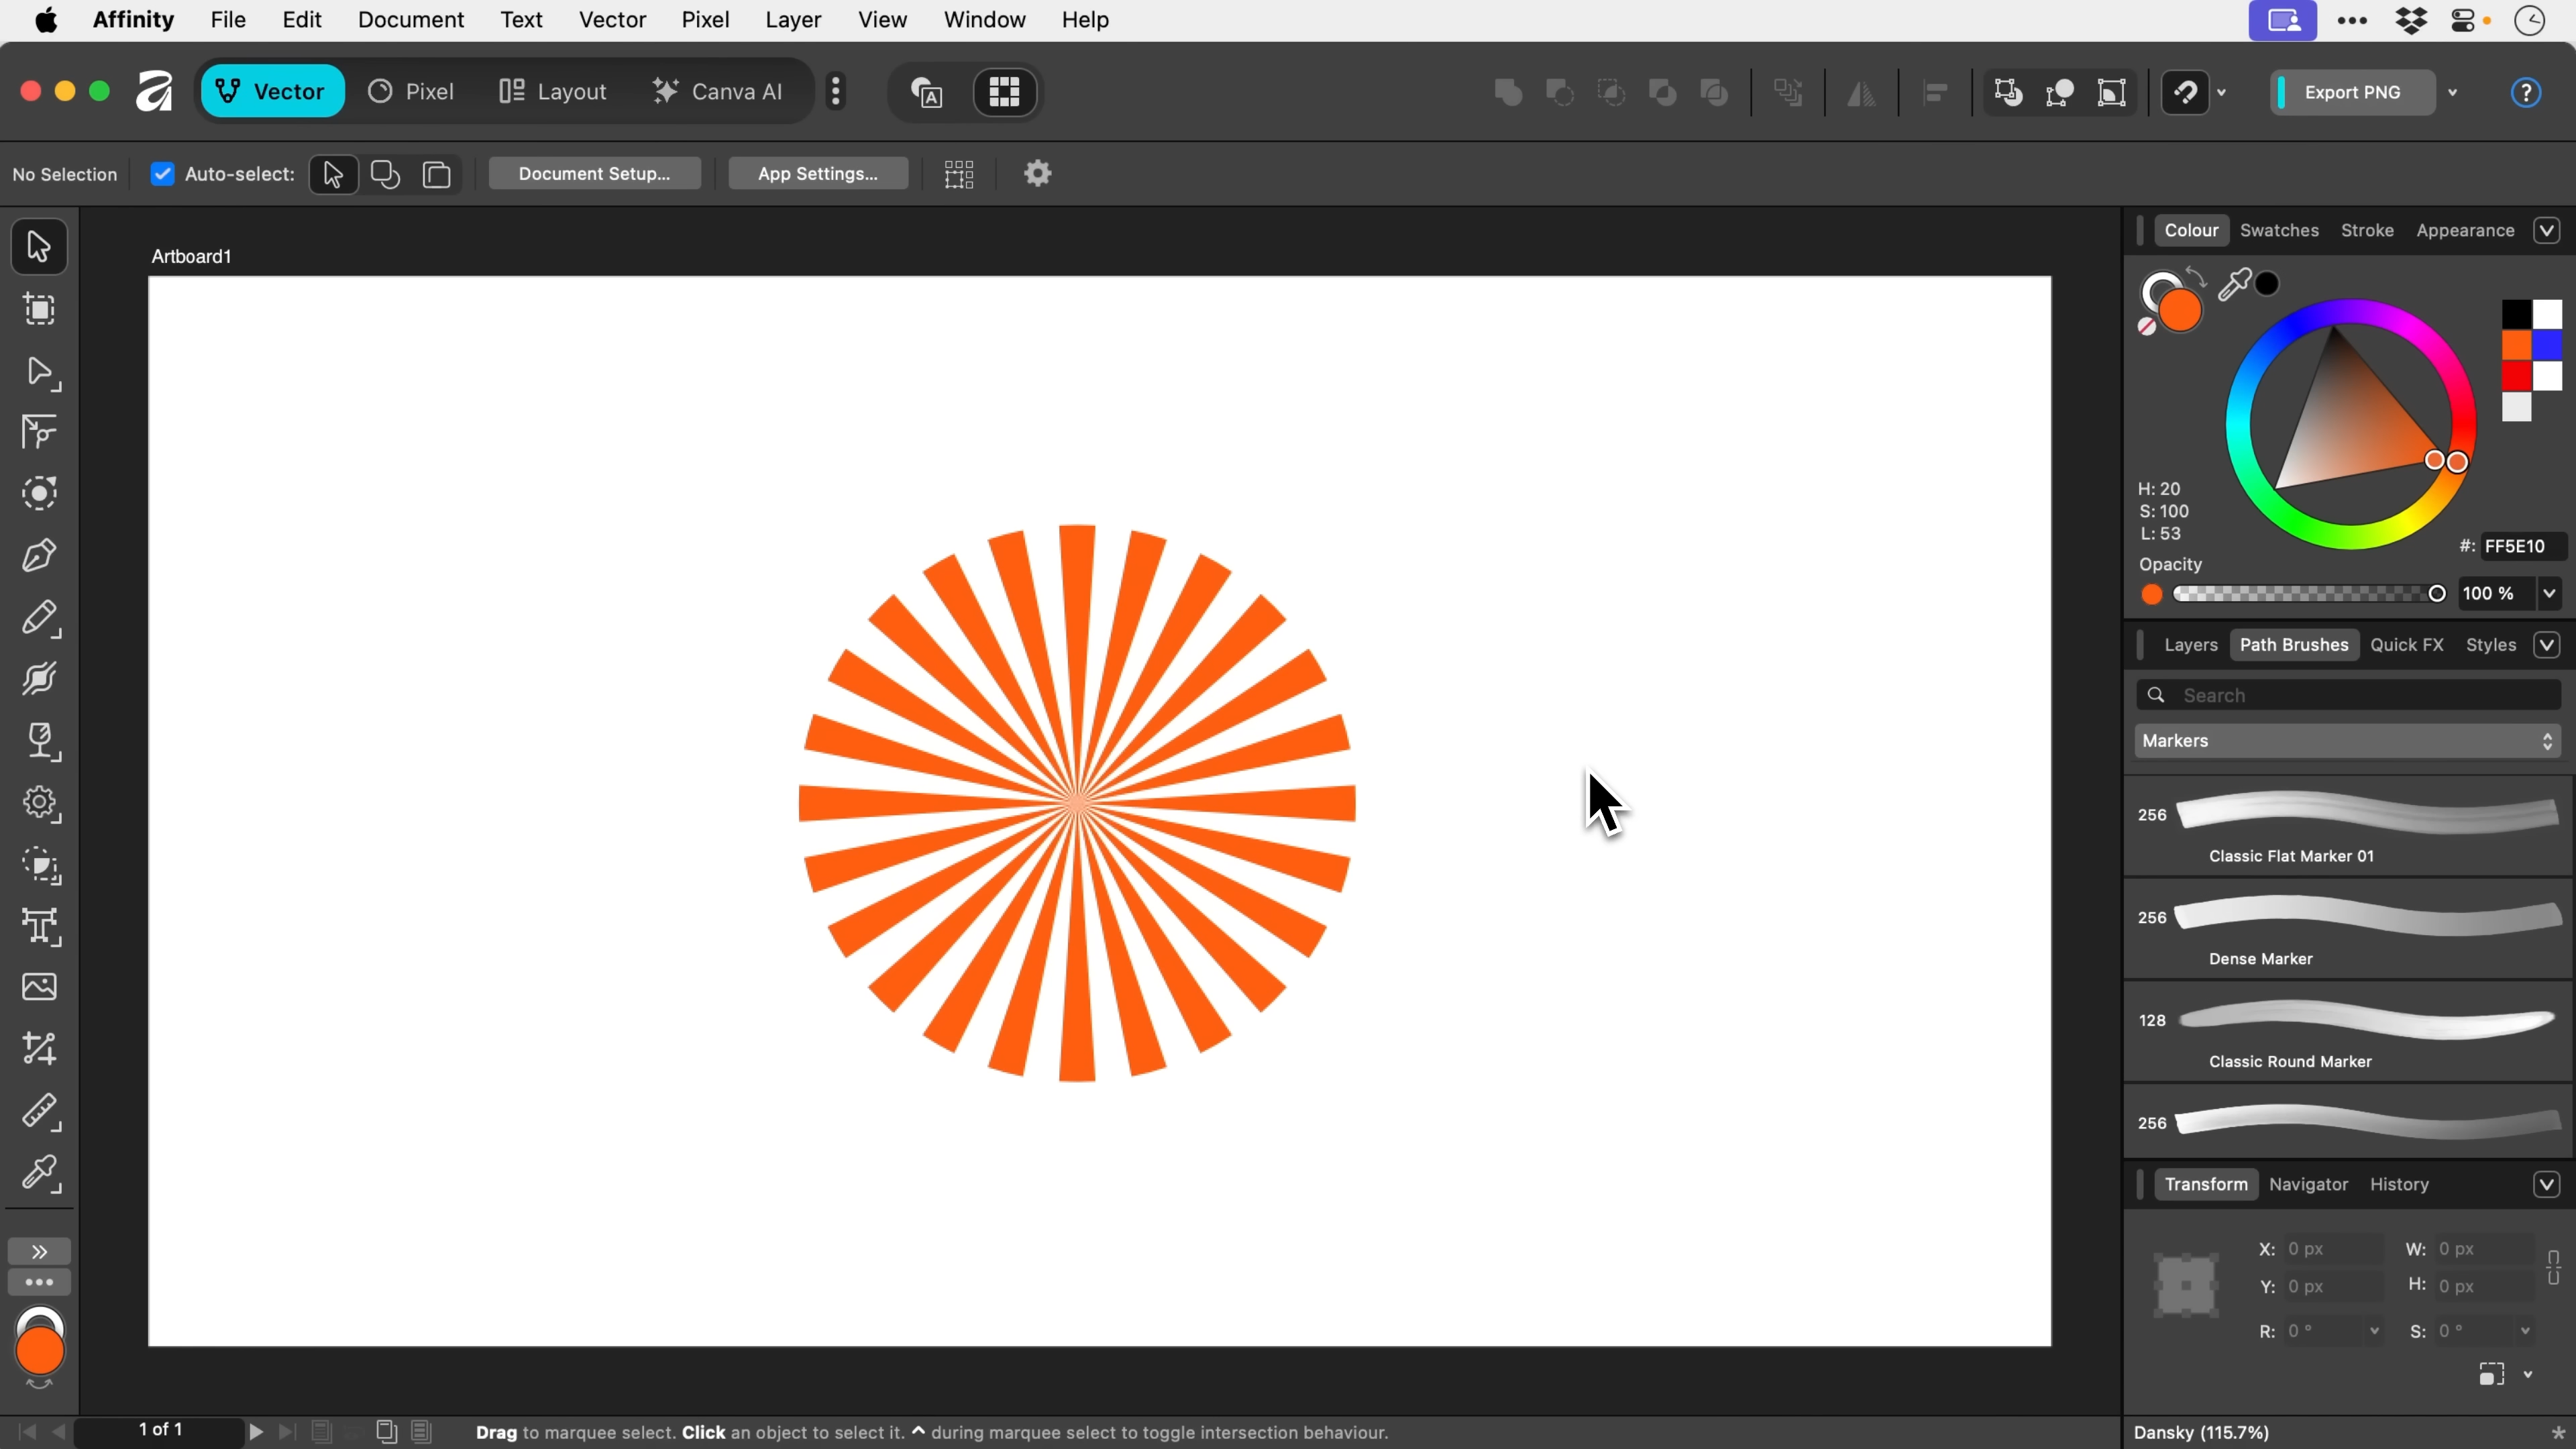 Affinity File Edit Document Text Vector Pixel Layer View Window Help
Vector Pixel Layout Canva AI A Export PNG ?
No Selection Auto-select: Document Setup... App Settings...
Artboard1
Colour Swatches Stroke Appearance
H: 20
S: 100
L: 53
#: FF5E10
Opacity
100 %
Layers Path Brushes Quick FX Styles
Search
Markers
256
Classic Flat Marker 01
256
Dense Marker
128
Classic Round Marker
256
Transform Navigator History
X: 0 px W: 0 px
Y: 0 px H: 0 px
R: 0 ° S: 0 °
1 of 1 Drag to marquee select. Click an object to select it. ^ during marquee select to toggle intersection behaviour. Dansky (115.7%) *